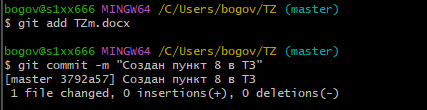 bogov@s1xx666 MINGW64 /C/Users/bogov/TZ (master)
$ git add TZm.docx
bogov@s1xx666 MINGW64 /C/Users/bogov/TZ (master)
$ git commit -m "Создан пункт 8 в ТЗ"
[master 3792a57] Создан пункт 8 в ТЗ
 1 file changed, 0 insertions(+), 0 deletions(-)